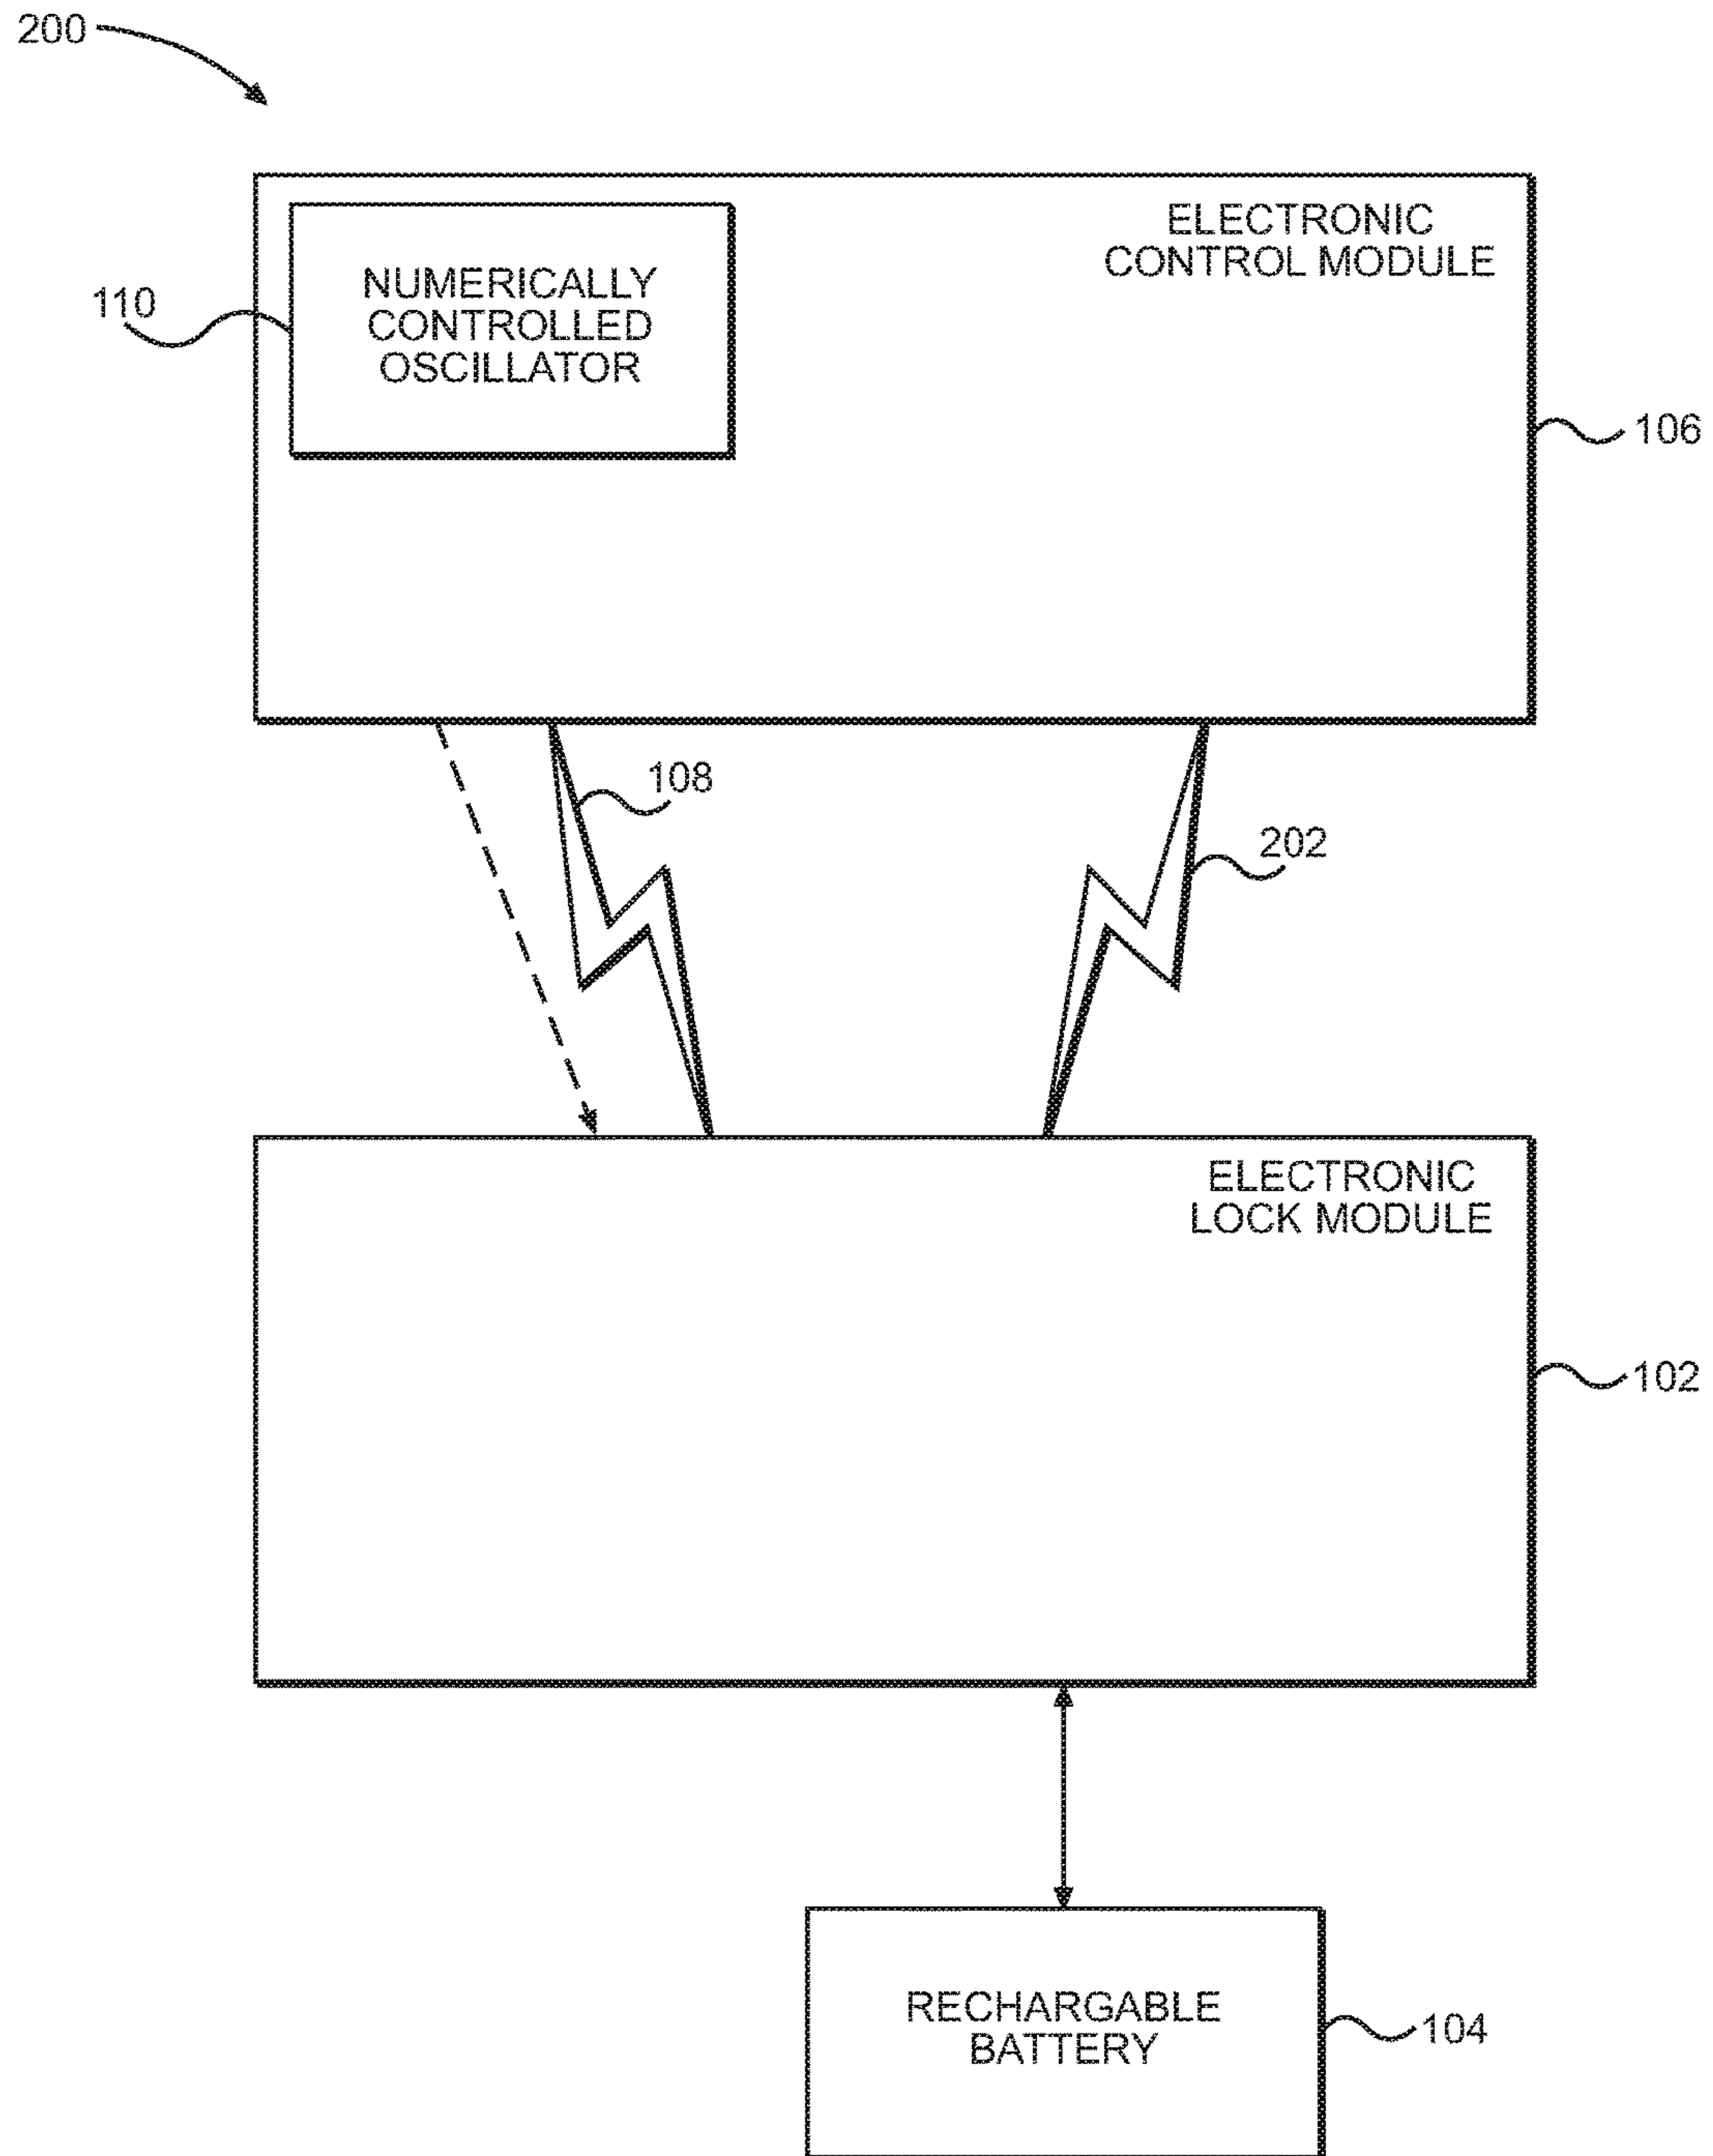 200
ELECTRONIC
CONTROL MODULE
NUMERICALLY
CONTROLLED
OSCILLATOR
110
106
108
202
ELECTRONIC
LOCK MODULE
102
RECHARGABLE
BATTERY
104